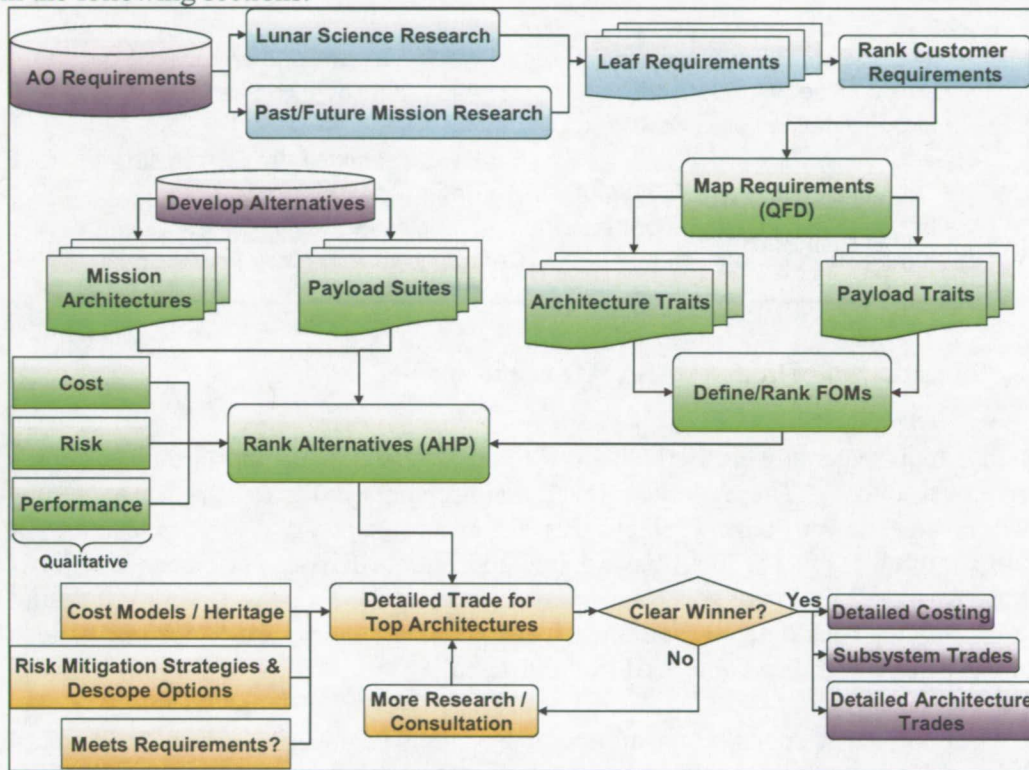 Lunar Science Research
AO Requirements
Past/Future Mission Research
Leaf Requirements
Rank Customer
Requirements
Develop Alternatives
Map Requirements
(QFD)
Mission
Architectures
Payload Suites
Architecture Traits
Payload Traits
Cost
Risk
Performance
Qualitative
Rank Alternatives (AHP)
Define/Rank FOMs
Cost Models / Heritage
Risk Mitigation Strategies &
Descope Options
Meets Requirements?
Detailed Trade for
Top Architectures
More Research /
Consultation
Clear Winner?
Yes
No
Detailed Costing
Subsystem Trades
Detailed Architecture
Trades